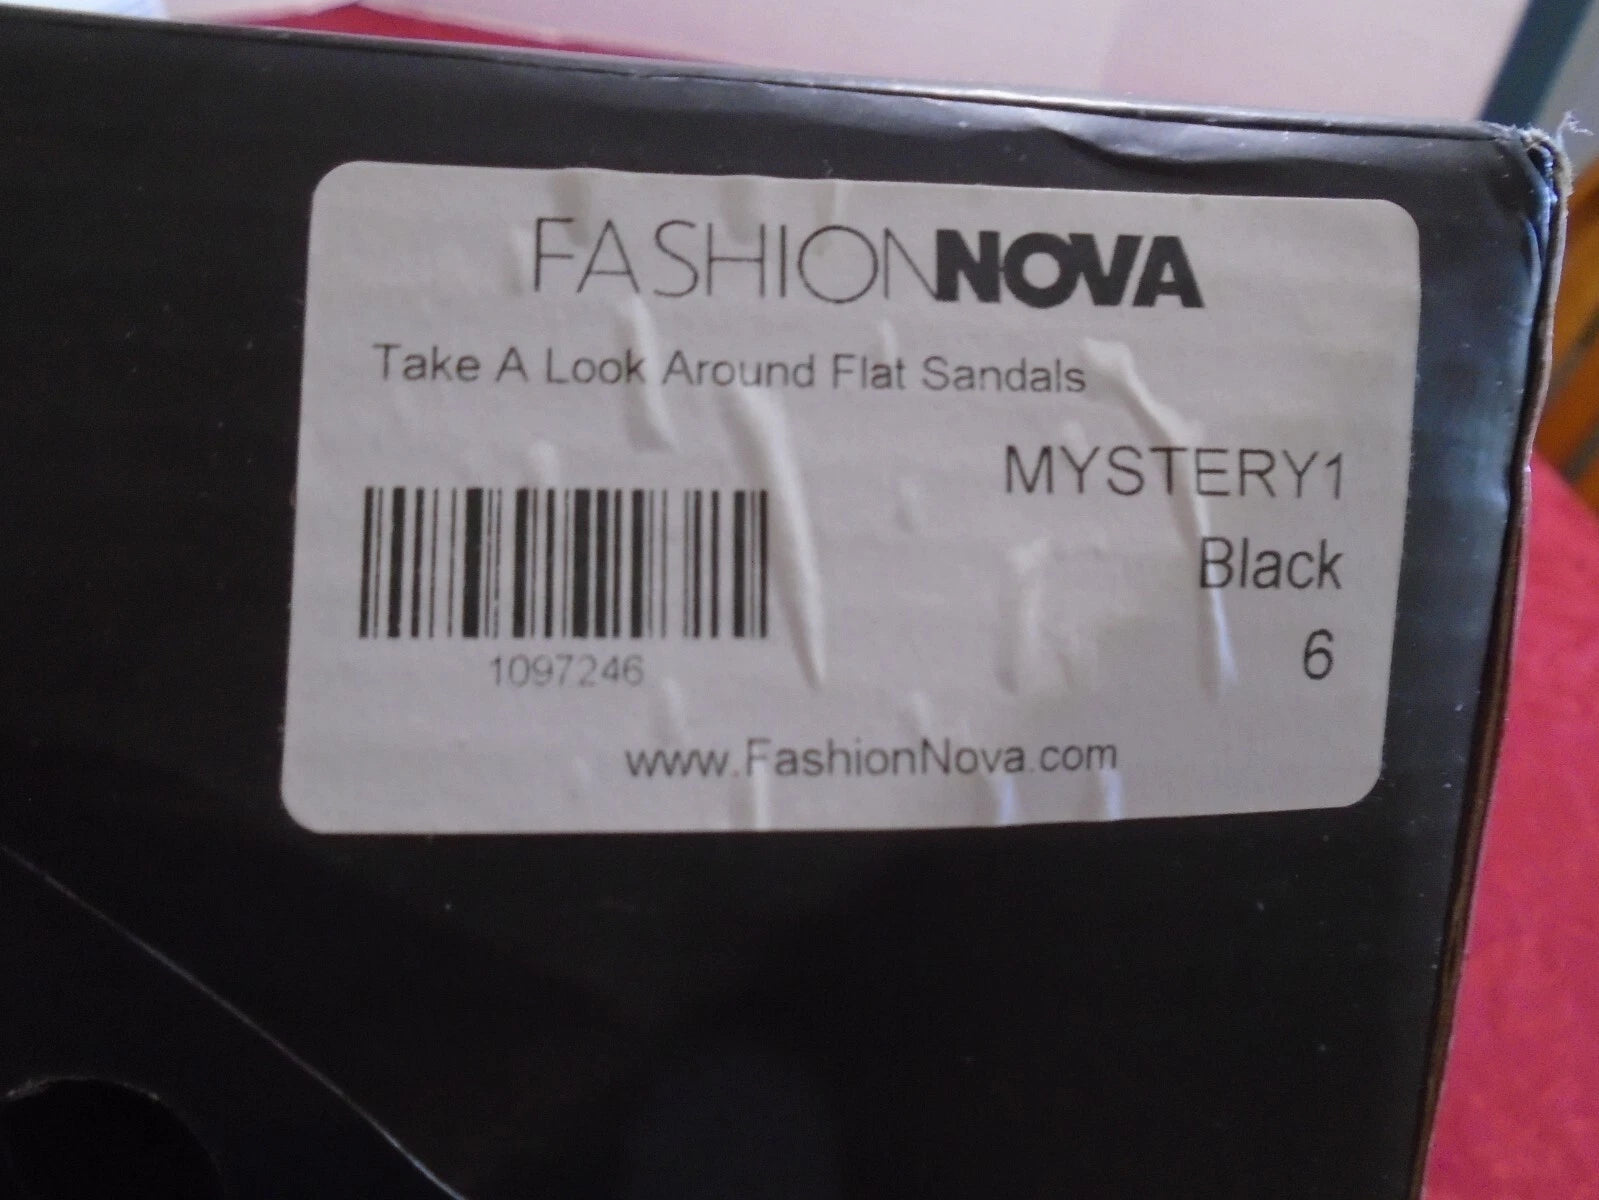 FASHIONNOVA
Take A Look Around Flat Sandals
MYSTERY1
Black
6
1097246
www.FashionNova.com